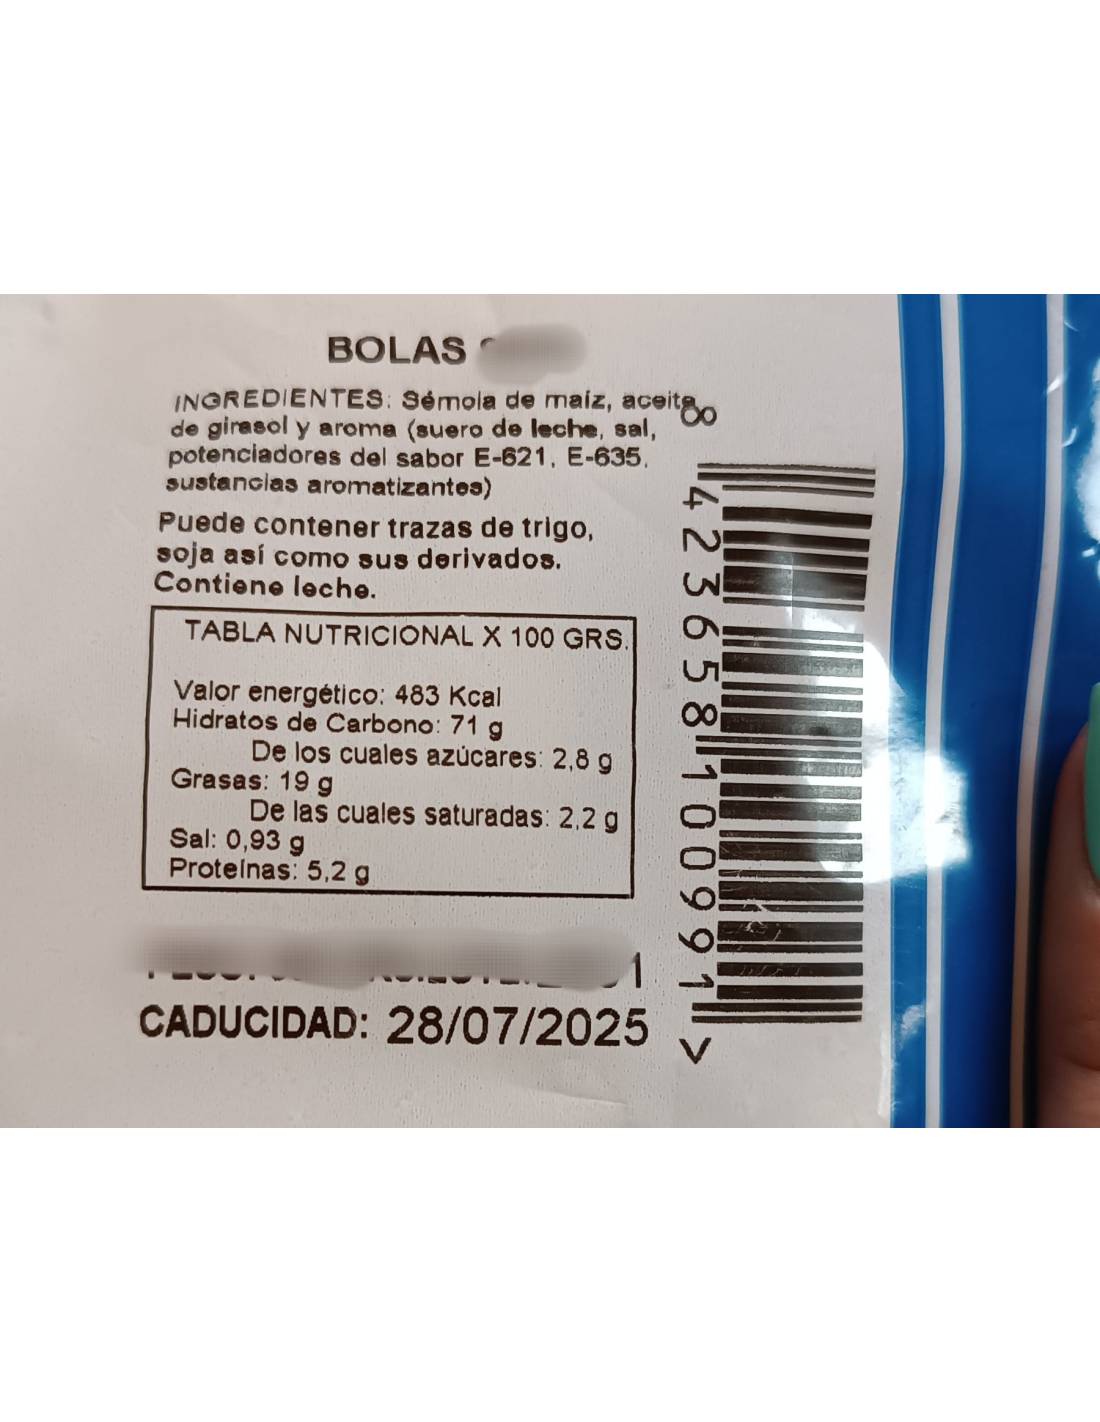 BOLAS
INGREDIENTES: Sémola de maíz, aceite
de girasol y aroma (suero de leche, sal,
potenciadores del sabor E-621, E-635,
sustancias aromatizantes)
Puede contener trazas de trigo,
soja así como sus derivados.
Contiene leche.
TABLA NUTRICIONAL X 100 GRS.
Valor energético: 483 Kcal
Hidratos de Carbono: 71 g
De los cuales azúcares: 2,8 g
Grasas: 19 g
De las cuales saturadas: 2,2 g
Sal: 0,93 g
Proteínas: 5,2 g
CADUCIDAD: 28/07/2025
8 423658 100991 >